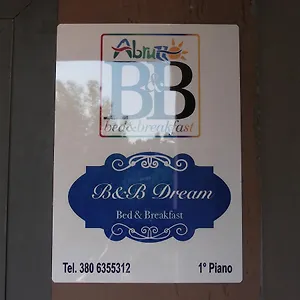 Abruzzo
B&B
bed&breakfast
B&B Dream
Bed & Breakfast
Tel. 380 6355312 1° Piano